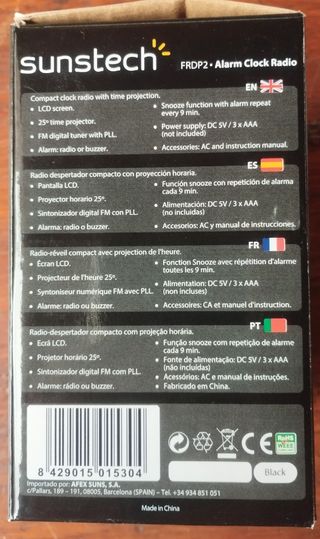 sunstech
FRDP2 • Alarm Clock Radio
EN
Compact clock radio with time projection.
• LCD screen.
• 25º time projector.
• FM digital tuner with PLL.
• Alarm: radio or buzzer.
• Snooze function with alarm repeat
every 9 min.
• Power supply: DC 5V / 3 x AAA
(not included)
• Accessories: AC and instruction manual.
ES
Radio despertador compacto con proyección horaria.
• Pantalla LCD.
• Proyector horario 25º.
• Sintonizador digital FM con PLL.
• Alarma: radio o buzzer.
• Función snooze con repetición de alarma
cada 9 min.
• Alimentación: DC 5V / 3 x AAA
(no incluidas)
• Accesorios: AC y manual de instrucciones.
FR
Radio-réveil compact avec projection de l'heure.
• Écran LCD.
• Projecteur de l'heure 25º.
• Syntoniseur numérique FM avec PLL.
• Alarme: radio ou buzzer.
• Fonction Snooze avec répétition d'alarme
toutes les 9 min.
• Alimentation: DC 5V / 3 x AAA
(non incluses)
• Accessoires: CA et manuel d'instruction.
PT
Radio-despertador compacto com projeção horária.
• Ecrã LCD.
• Projetor horário 25º.
• Sintonizador digital FM com PLL.
• Alarme: rádio ou buzzer.
• Função snooze com repetição de alarme
cada 9 min.
• Fonte de alimentação: DC 5V / 3 x AAA
(não incluídas)
• Acessórios: AC e manual de instruções.
• Fabricado em China.
8 429015 015304
CE
RoHS
Black
Importado por: AFEX SUNS, S.A.
c/Pallars, 189 – 191, 08005, Barcelona (SPAIN) – Tel. +34 934 851 051
Made in China